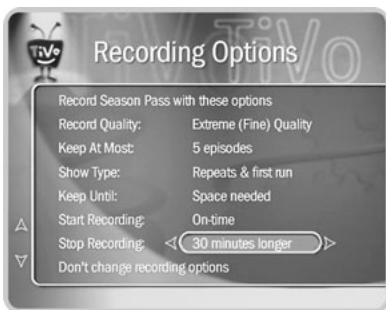 TiVo
Recording Options
Record Season Pass with these options
Record Quality: Extreme (Fine) Quality
Keep At Most: 5 episodes
Show Type: Repeats & first run
Keep Until: Space needed
Start Recording: On-time
Stop Recording: 30 minutes longer
Don't change recording options